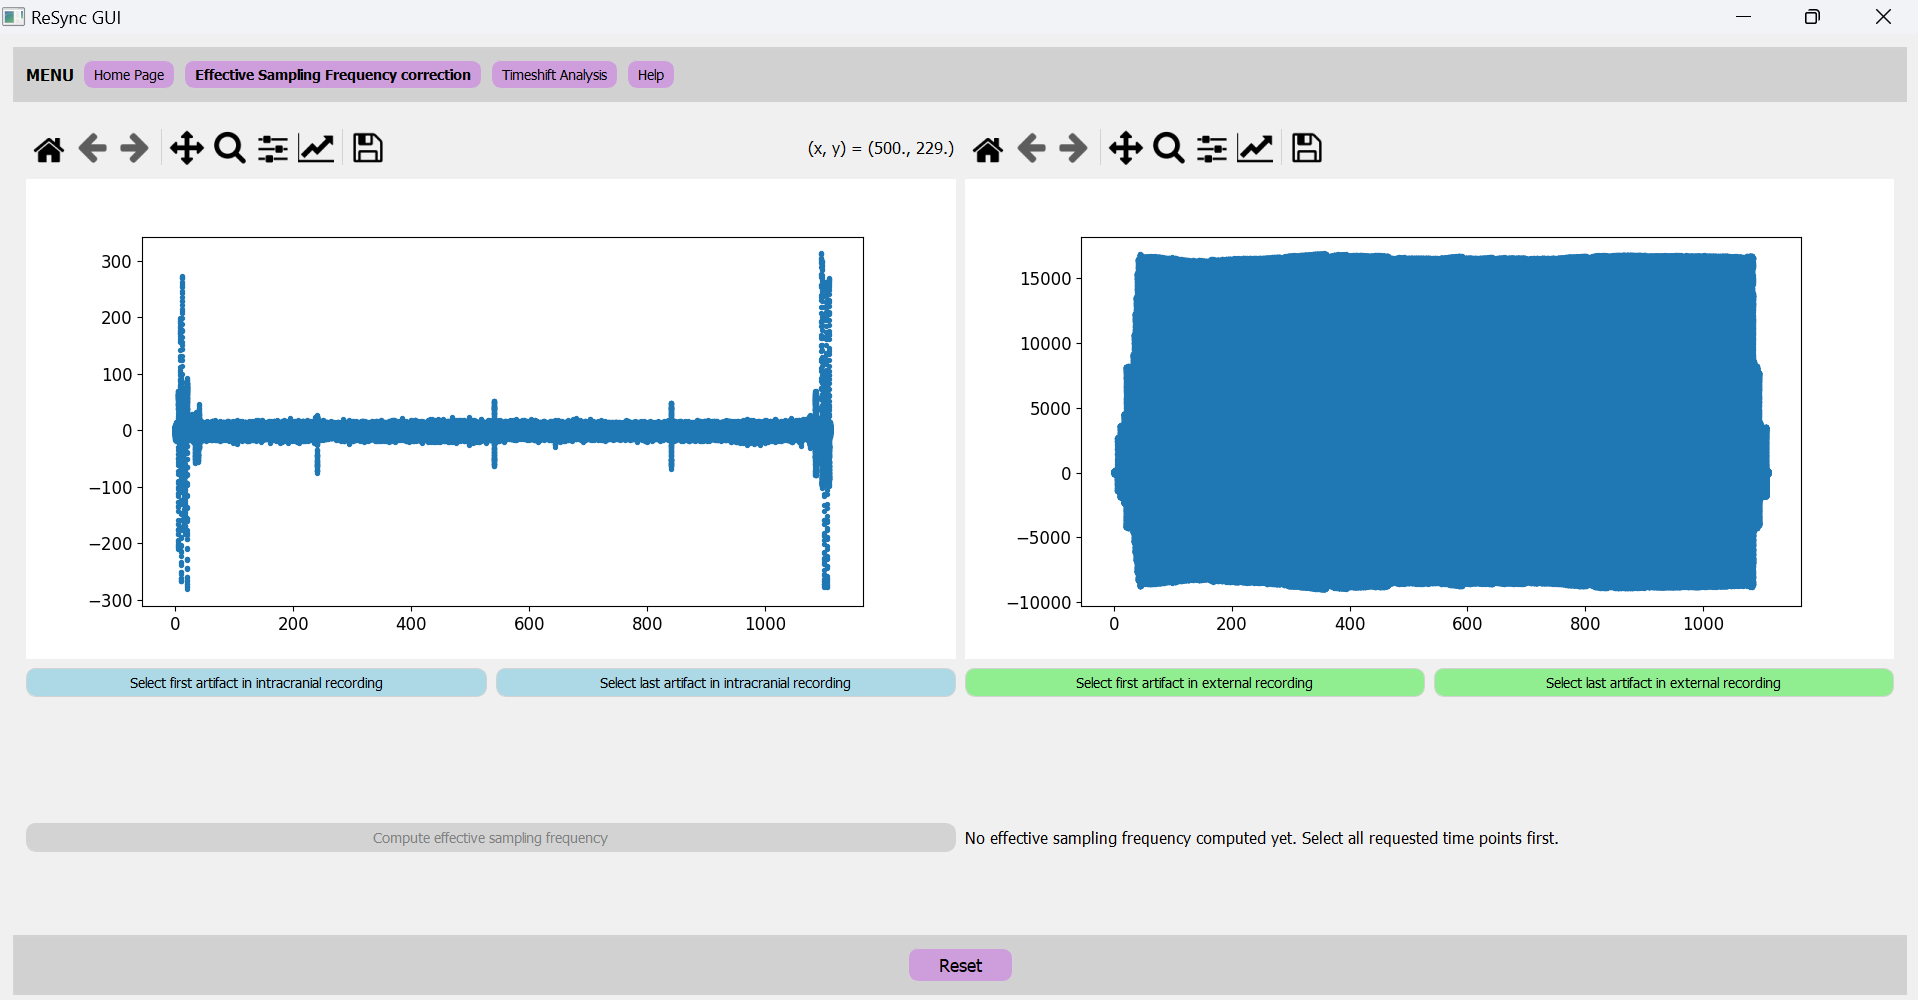 ReSync GUI
MENU Home Page Effective Sampling Frequency correction Timeshift Analysis Help
(x, y) = (500., 229.)
300
200
100
0
−100
−200
−300
0 200 400 600 800 1000
15000
10000
5000
0
−5000
−10000
0 200 400 600 800 1000
Select first artifact in intracranial recording
Select last artifact in intracranial recording
Select first artifact in external recording
Select last artifact in external recording
Compute effective sampling frequency
No effective sampling frequency computed yet. Select all requested time points first.
Reset